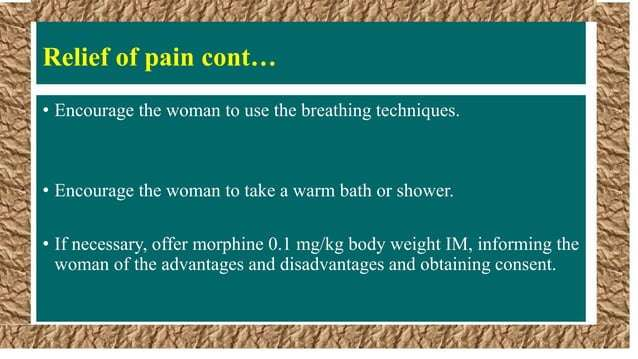 Relief of pain cont…
• Encourage the woman to use the breathing techniques.
• Encourage the woman to take a warm bath or shower.
• If necessary, offer morphine 0.1 mg/kg body weight IM, informing the
woman of the advantages and disadvantages and obtaining consent.